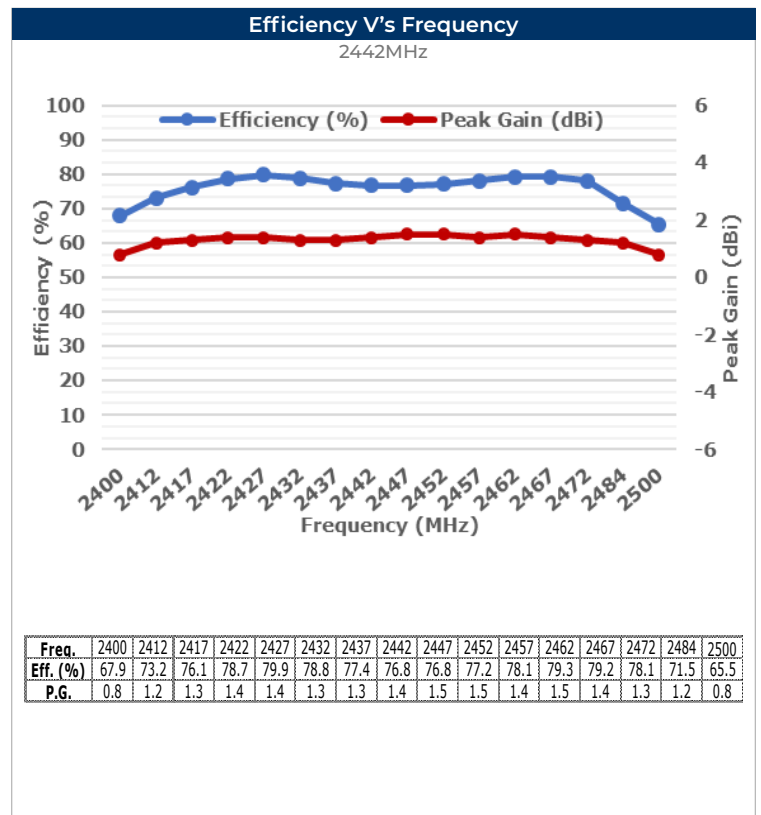 Efficiency V’s Frequency
2442MHz
Efficiency (%)
Peak Gain (dBi)
100
90
80
70
60
50
40
30
20
10
0
Efficiency (%)
6
4
2
0
-2
-4
-6
Peak Gain (dBi)
2400 2412 2417 2422 2427 2432 2437 2442 2447 2452 2457 2462 2467 2472 2484 2500
Frequency (MHz)
Freq. 2400 2412 2417 2422 2427 2432 2437 2442 2447 2452 2457 2462 2467 2472 2484 2500
Eff. (%) 67.9 73.2 76.1 78.7 79.9 78.8 77.4 76.8 76.8 77.2 78.1 79.3 79.2 78.1 71.5 65.5
P.G. 0.8 1.2 1.3 1.4 1.4 1.3 1.3 1.4 1.5 1.5 1.4 1.5 1.4 1.3 1.2 0.8